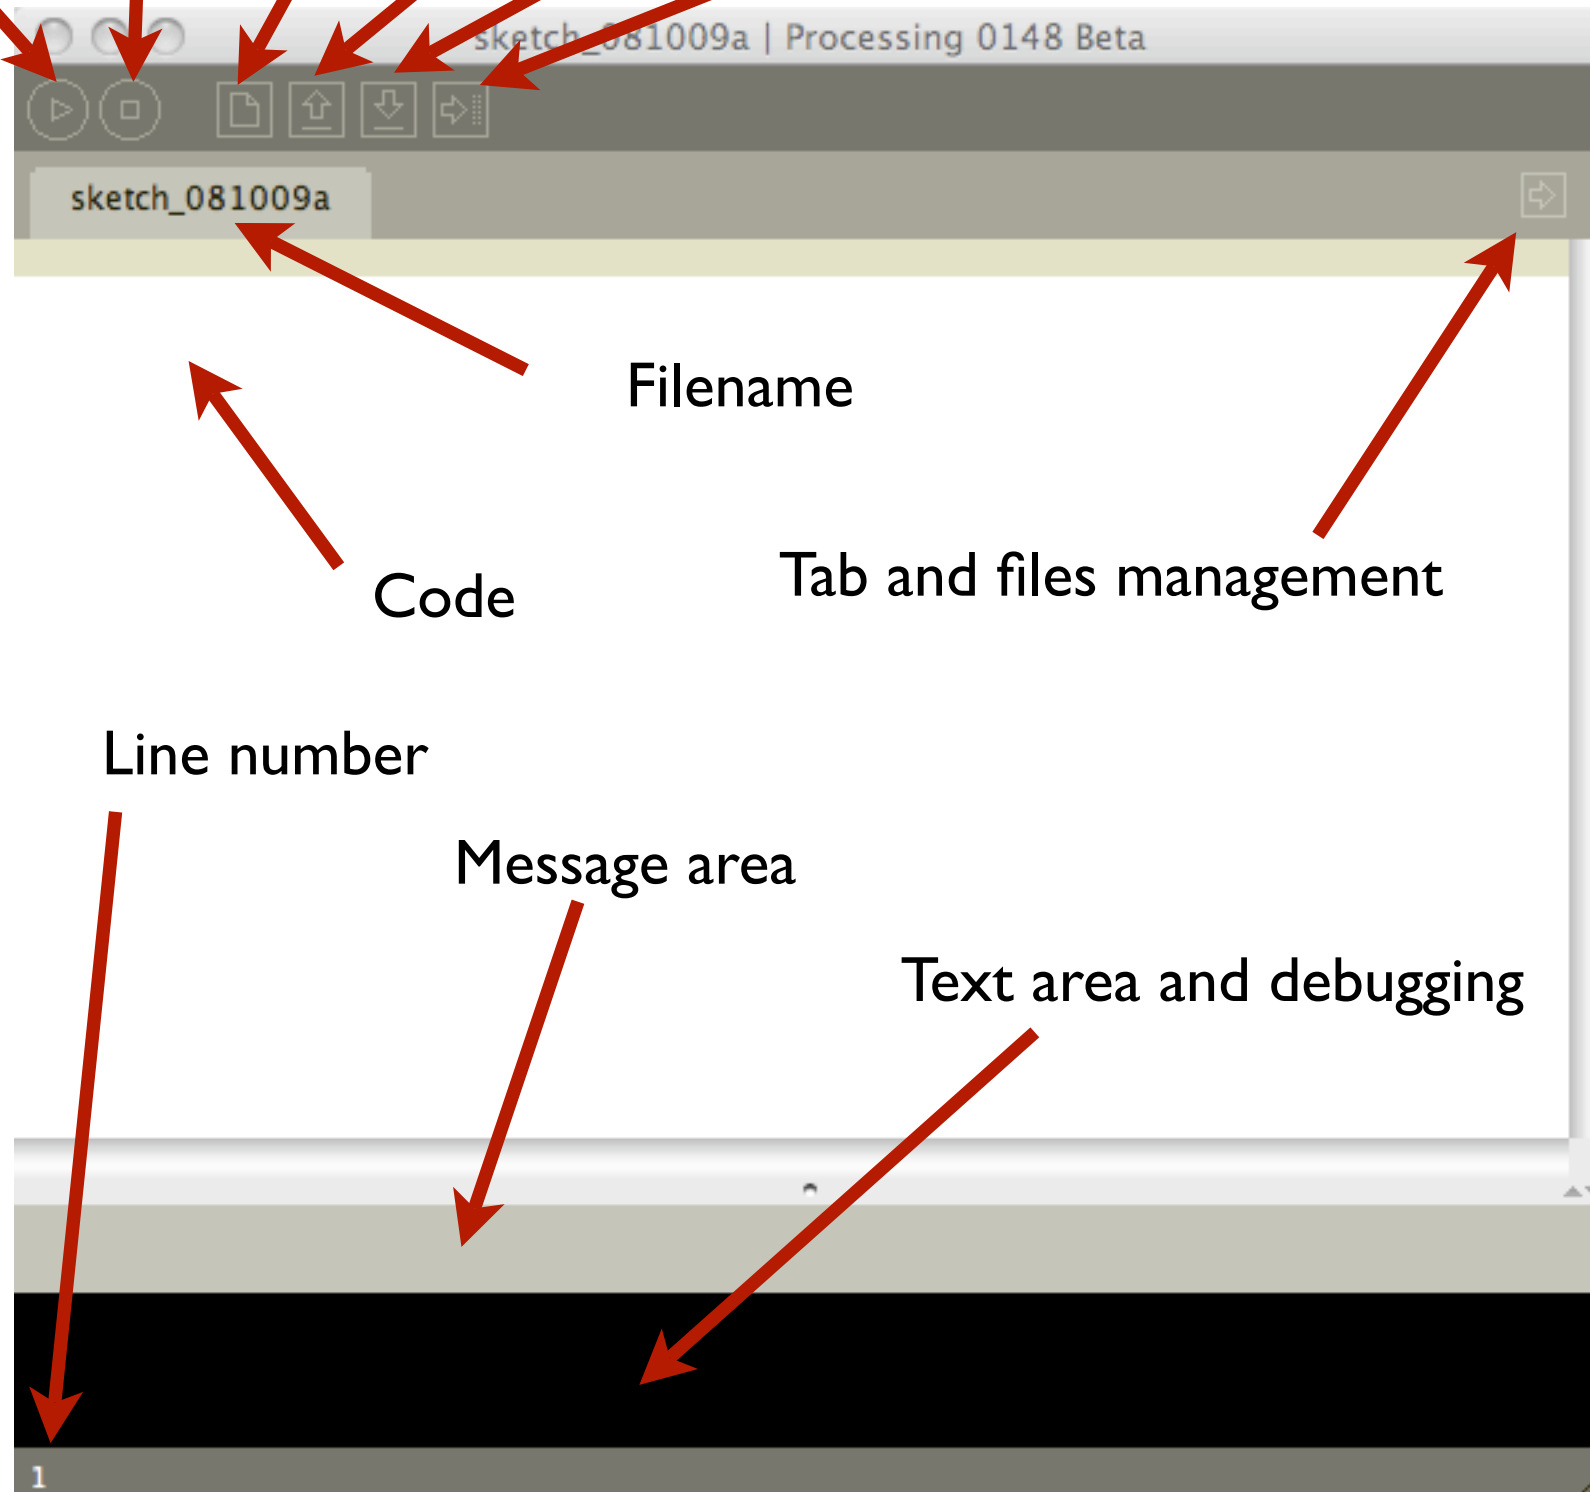 sketch_081009a | Processing 0148 Beta
sketch_081009a
Filename
Tab and files management
Code
Line number
Message area
Text area and debugging
1